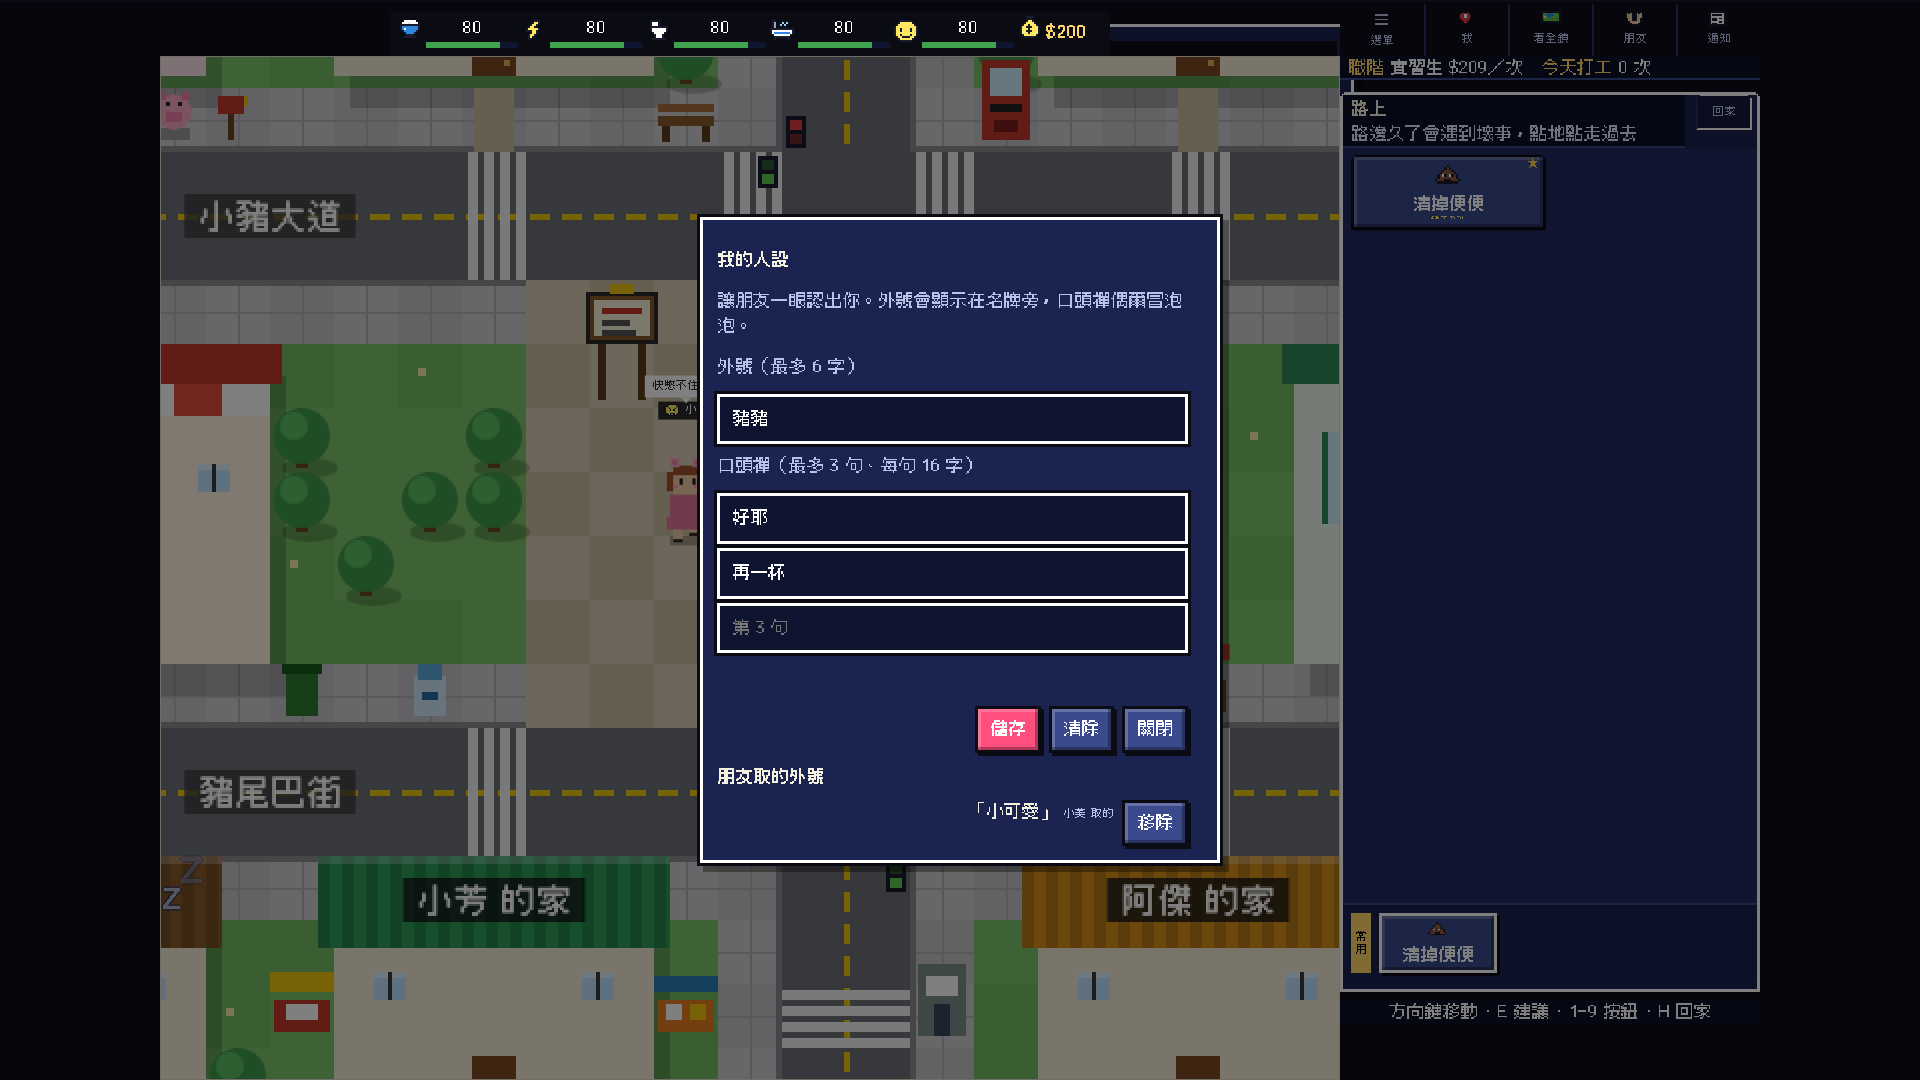 80 80 80 80 80 $200
選單 我 看全鎮 朋友 通知
職階 實習生 $209／次 今天打工 0 次
路上
路邊久了會遇到壞事，點地點走過去
回家
清掉便便
小豬大道
快憋不住
小
豬尾巴街
小芳 的家
阿傑 的家
Z
Z
我的人設
讓朋友一眼認出你。外號會顯示在名牌旁，口頭禪偶爾冒泡
泡。
外號（最多 6 字）
豬豬
口頭禪（最多 3 句、每句 16 字）
好耶
再一杯
第 3 句
儲存 清除 關閉
朋友取的外號
「小可愛」 小美 取的 移除
常用
清掉便便
方向鍵移動 · E 建議 · 1-9 按鈕 · H 回家